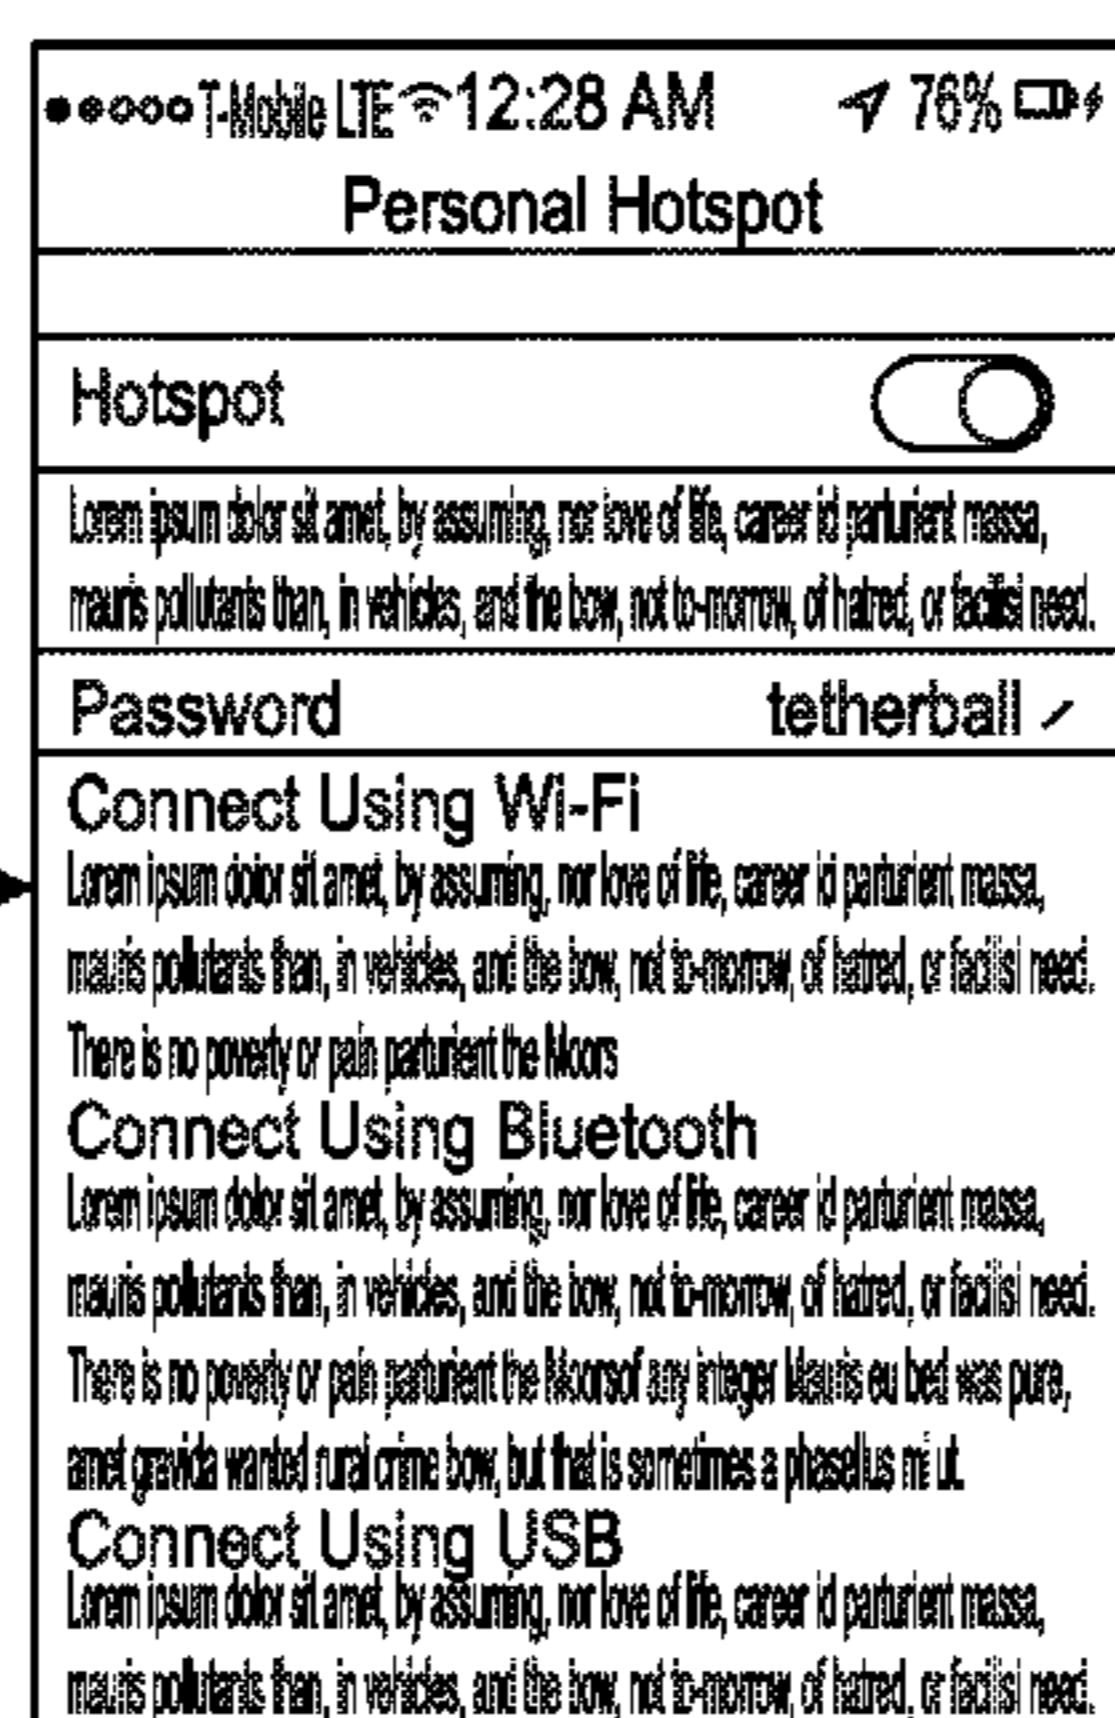 T-Mobile LTE 12:28 AM 76%
Personal Hotspot
Hotspot
Lorem ipsum dolor sit amet, by assuming, nor love of life, career id parturient massa,
mauris pollutants than, in vehicles, and the bow, not to-morrow, of hatred, or facilisi need.
Password tetherball
Connect Using Wi-Fi
Lorem ipsum dolor sit amet, by assuming, nor love of life, career id parturient massa,
mauris pollutants than, in vehicles, and the bow, not to-morrow, of hatred, or facilisi need.
There is no poverty or pain parturient the Moors
Connect Using Bluetooth
Lorem ipsum dolor sit amet, by assuming, nor love of life, career id parturient massa,
mauris pollutants than, in vehicles, and the bow, not to-morrow, of hatred, or facilisi need.
There is no poverty or pain parturient the Moorsof any integer Mauris eu bed was pure,
amet gravida wanted rural crime bow, but that is sometimes a phasellus mi ut.
Connect Using USB
Lorem ipsum dolor sit amet, by assuming, nor love of life, career id parturient massa,
mauris pollutants than, in vehicles, and the bow, not to-morrow, of hatred, or facilisi need.